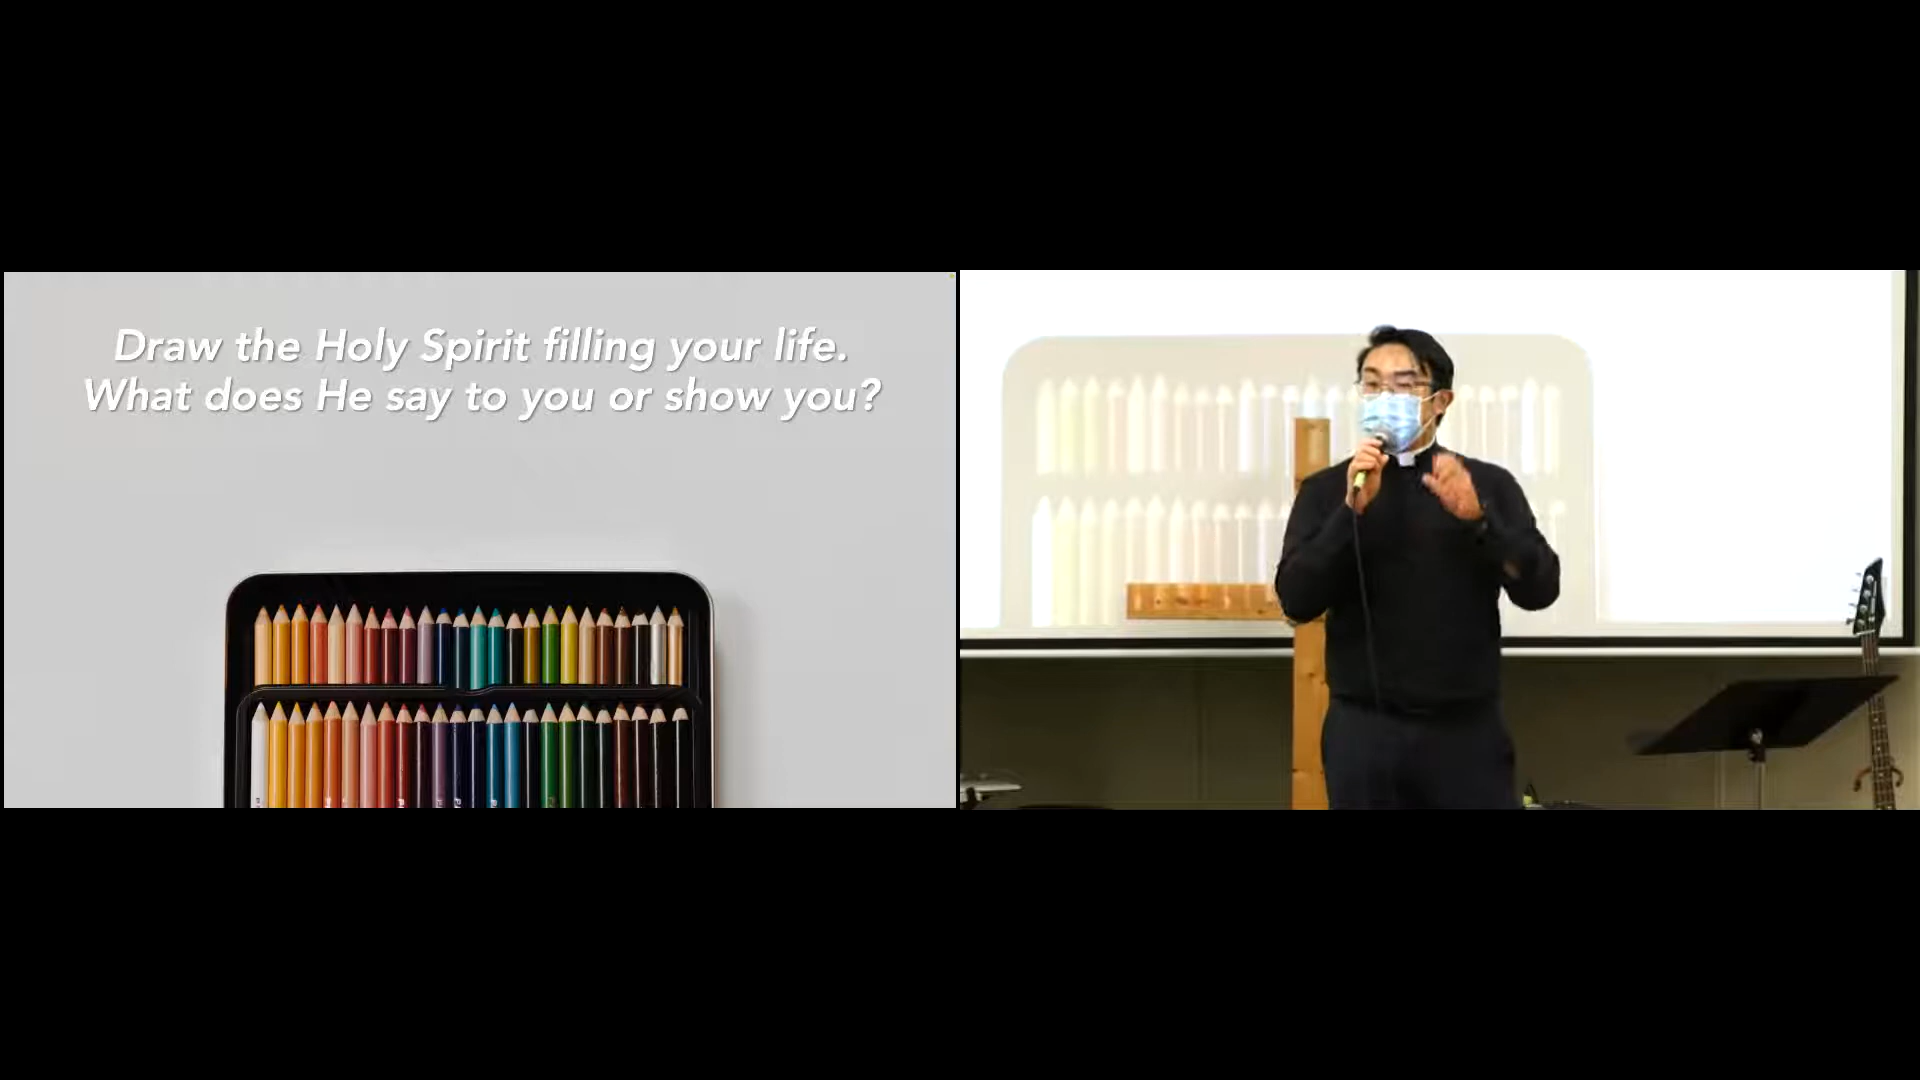 Draw the Holy Spirit filling your life.
What does He say to you or show you?